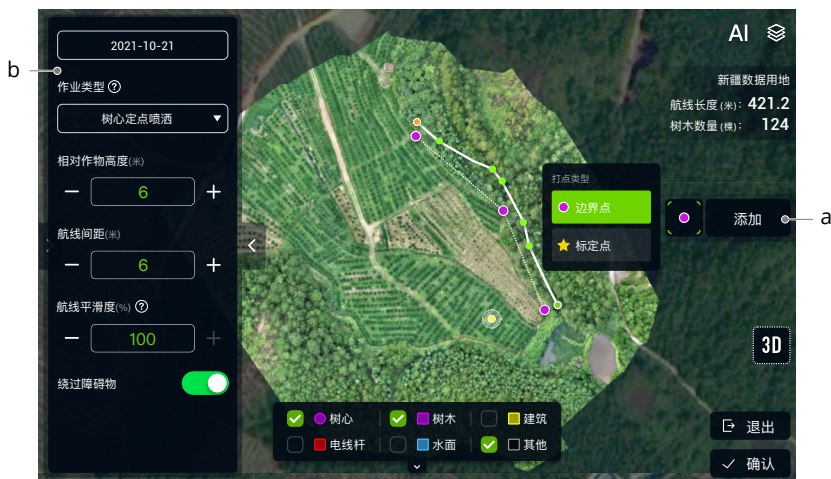 2021-10-21
作业类型 ?
树心定点喷洒
相对作物高度(米)
6
航线间距(米)
6
航线平滑度(%) ?
100
绕过障碍物
b
AI
新疆数据用地
航线长度(米): 421.2
树木数量(棵): 124
打点类型
边界点
标定点
添加
a
3D
树心 树木 建筑
电线杆 水面 其他
退出
确认